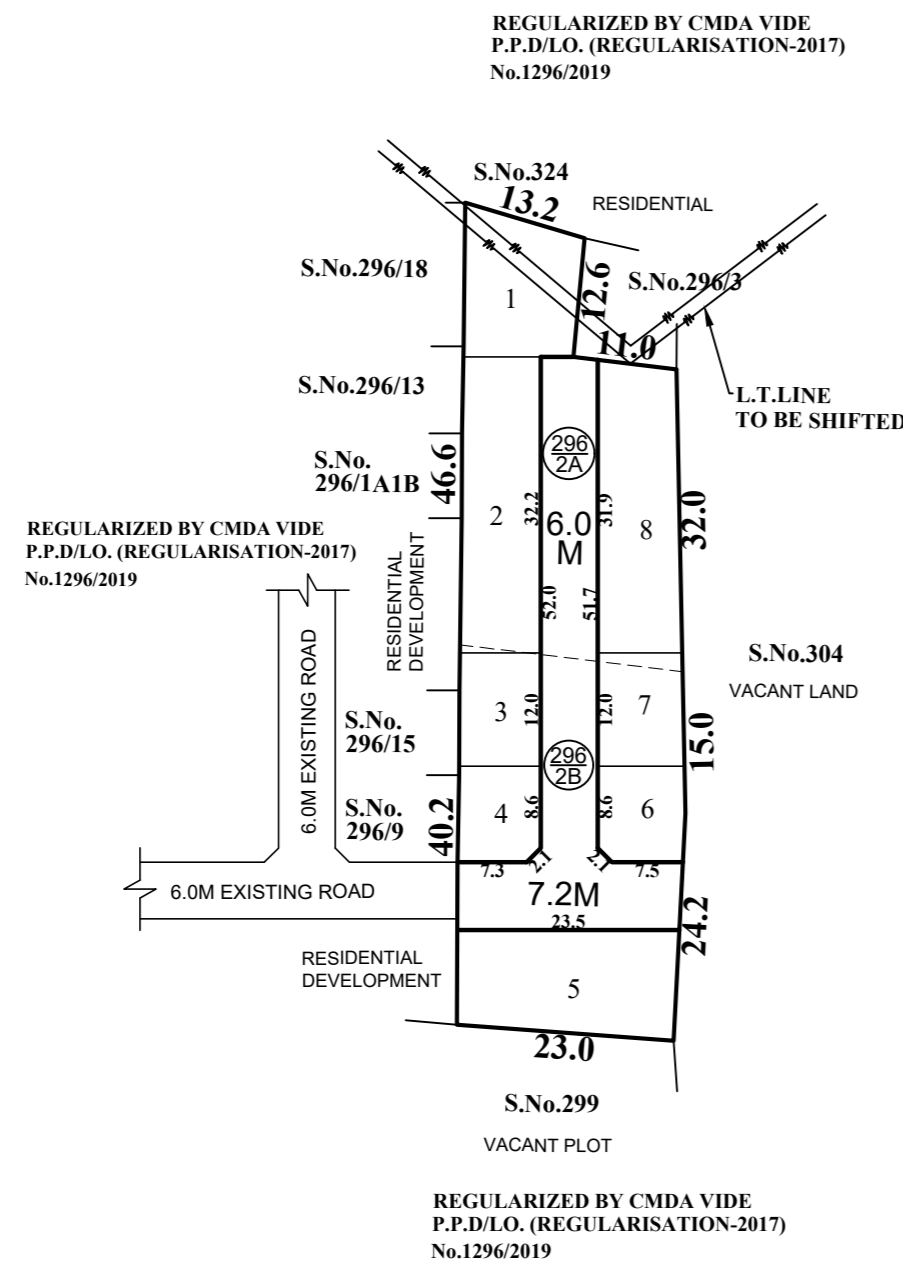 REGULARIZED BY CMDA VIDE
P.P.D/LO. (REGULARISATION-2017)
No.1296/2019
S.No.324
13.2
RESIDENTIAL
S.No.296/18
1
12.6
S.No.296/3
11.0
S.No.296/13
L.T.LINE
TO BE SHIFTED
296
2A
S.No.
296/1A1B
46.6
2
32.2
6.0
M
31.9
8
32.0
REGULARIZED BY CMDA VIDE
P.P.D/LO. (REGULARISATION-2017)
No.1296/2019
RESIDENTIAL
DEVELOPMENT
52.0
51.7
S.No.304
VACANT LAND
6.0M EXISTING ROAD
S.No.
296/15
3
12.0
12.0
7
15.0
296
2B
S.No.
296/9
40.2
4
8.6
8.6
6
7.3
2.1
2.1
7.5
6.0M EXISTING ROAD
7.2M
23.5
24.2
RESIDENTIAL
DEVELOPMENT
5
23.0
S.No.299
VACANT PLOT
REGULARIZED BY CMDA VIDE
P.P.D/LO. (REGULARISATION-2017)
No.1296/2019